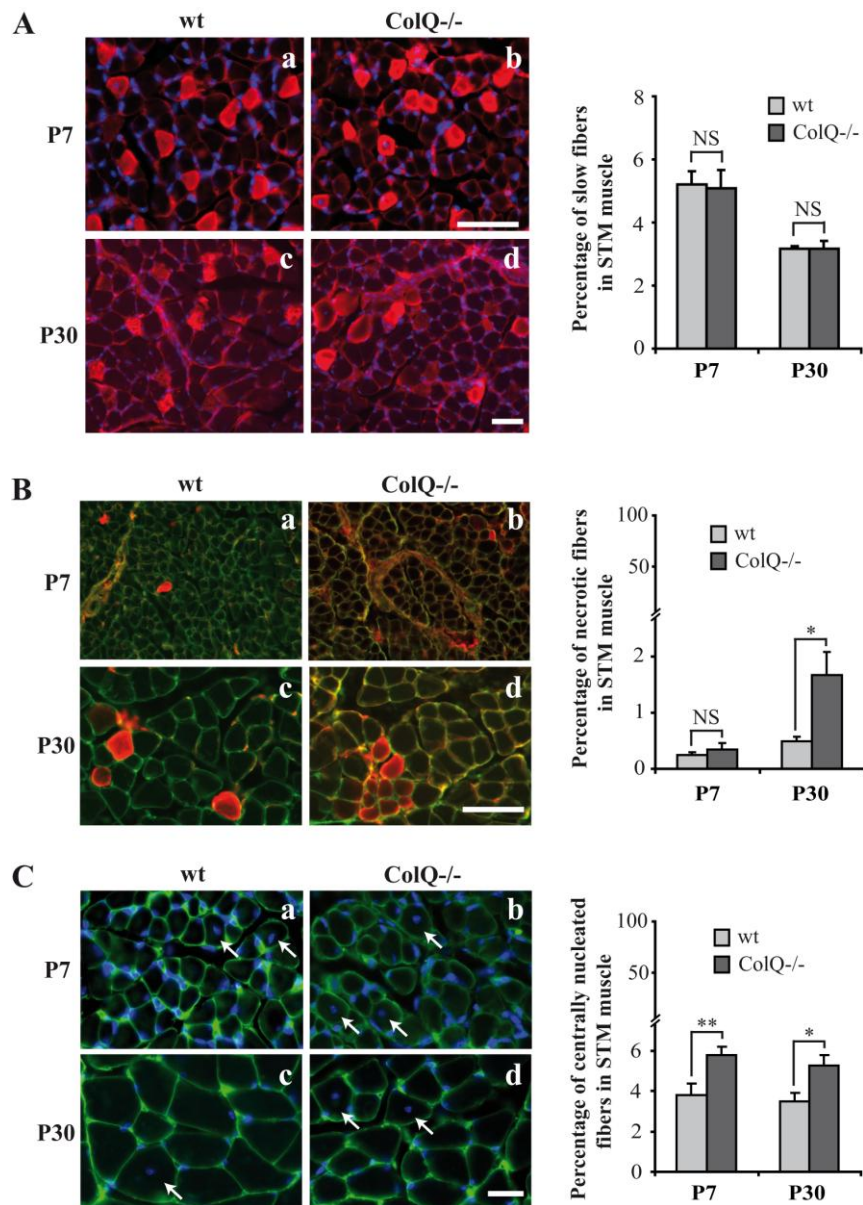 A
wt
ColQ-/-
P7
a
b
P30
c
d
Percentage of slow fibers
in STM muscle
8
6
4
2
0
wt
ColQ-/-
NS
NS
P7
P30
B
wt
ColQ-/-
P7
a
b
P30
c
d
Percentage of necrotic fibers
in STM muscle
100
50
2
1
0
wt
ColQ-/-
NS
*
P7
P30
C
wt
ColQ-/-
P7
a
b
P30
c
d
Percentage of centrally nucleated
fibers in STM muscle
100
50
6
4
2
0
wt
ColQ-/-
**
*
P7
P30